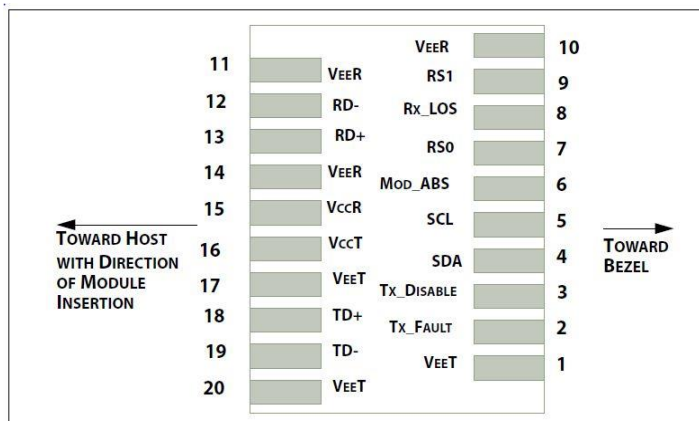 11 VEER
12 RD-
13 RD+
14 VEER
15 VCCR
16 VCCT
17 VEET
18 TD+
19 TD-
20 VEET
VEER 10
RS1 9
RX_LOS 8
RS0 7
MOD_ABS 6
SCL 5
SDA 4
TX_DISABLE 3
TX_FAULT 2
VEET 1
TOWARD HOST
WITH DIRECTION
OF MODULE
INSERTION
TOWARD
BEZEL